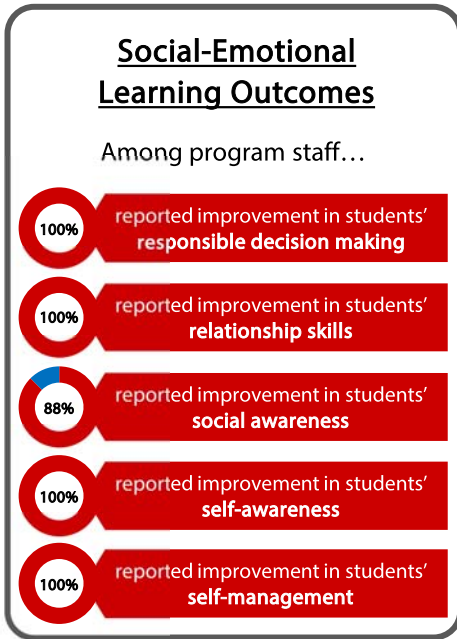 Social-Emotional
Learning Outcomes
Among program staff…
100%
reported improvement in students’
responsible decision making
100%
reported improvement in students’
relationship skills
88%
reported improvement in students’
social awareness
100%
reported improvement in students’
self-awareness
100%
reported improvement in students’
self-management